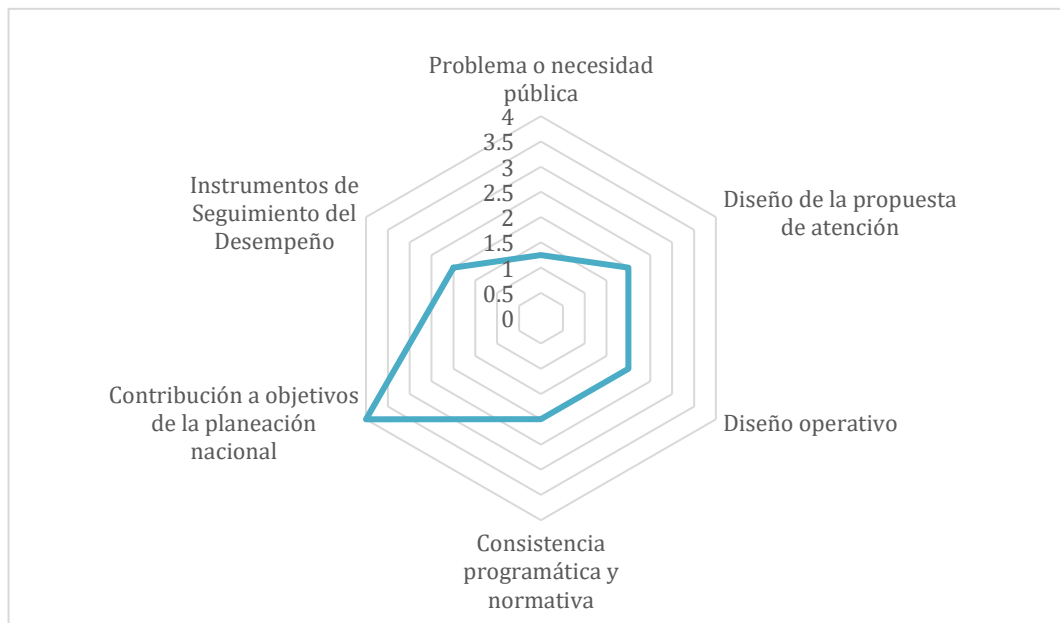 Problema o necesidad
pública
4
3.5
3
2.5
2
1.5
1
0.5
0
Diseño de la propuesta
de atención
Diseño operativo
Consistencia
programática y
normativa
Contribución a objetivos
de la planeación
nacional
Instrumentos de
Seguimiento del
Desempeño